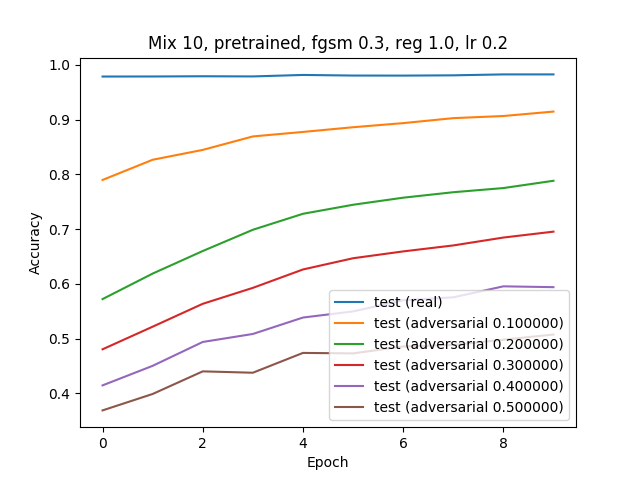 Mix 10, pretrained, fgsm 0.3, reg 1.0, lr 0.2
1.0
0.9
0.8
0.7
0.6
0.5
0.4
Accuracy
test (real)
test (adversarial 0.100000)
test (adversarial 0.200000)
test (adversarial 0.300000)
test (adversarial 0.400000)
test (adversarial 0.500000)
0 2 4 6 8
Epoch